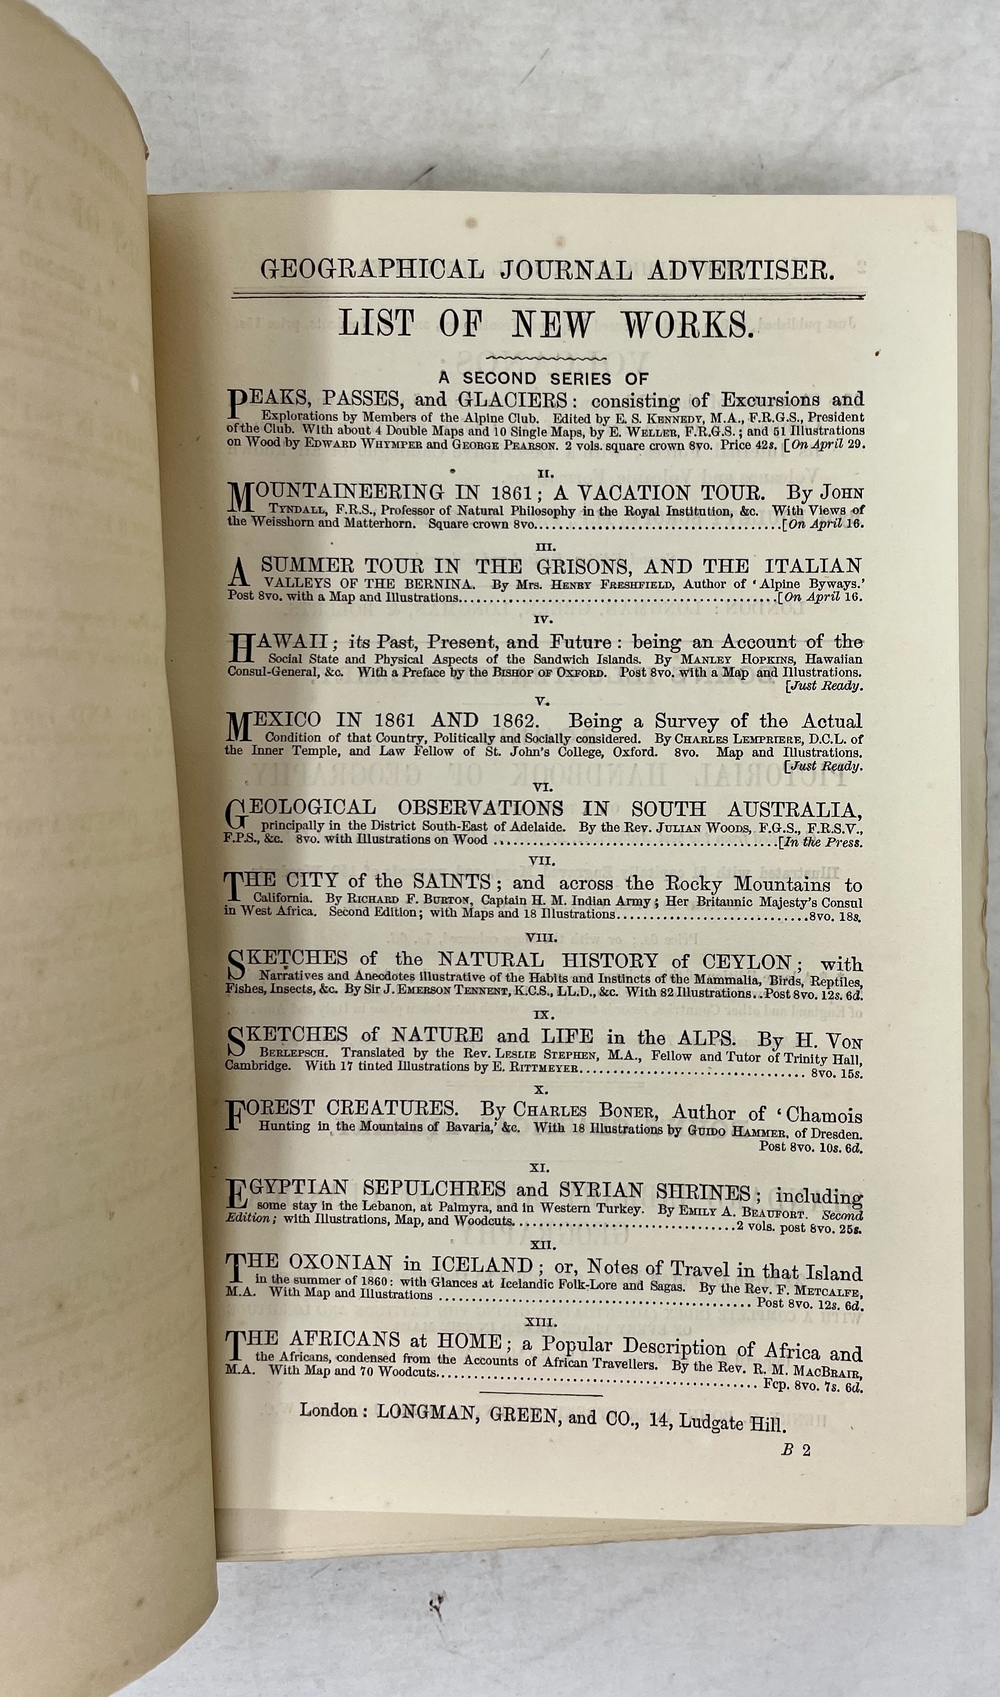 GEOGRAPHICAL JOURNAL ADVERTISER.
LIST OF NEW WORKS.
A SECOND SERIES OF
PEAKS, PASSES, and GLACIERS: consisting of Excursions and
Explorations by Members of the Alpine Club. Edited by E. S. KENNEDY, M.A., F.R.G.S., President
of the Club. With about 4 Double Maps and 10 Single Maps, by E. WELLER, F.R.G.S.; and 51 Illustrations
on Wood by EDWARD WHYMPER and GEORGE PEARSON. 2 vols. square crown 8vo. Price 42s. [On April 29.
II.
MOUNTAINEERING IN 1861; A VACATION TOUR. By JOHN
TYNDALL, F.R.S., Professor of Natural Philosophy in the Royal Institution, &c. With Views of
the Weisshorn and Matterhorn. Square crown 8vo. [On April 16.
III.
A SUMMER TOUR IN THE GRISONS, AND THE ITALIAN
VALLEYS OF THE BERNINA. By Mrs. HENRY FRESHFIELD, Author of 'Alpine Byways.'
Post 8vo. with a Map and Illustrations. [On April 16.
IV.
HAWAII; its Past, Present, and Future: being an Account of the
Social State and Physical Aspects of the Sandwich Islands. By MANLEY HOPKINS, Hawaiian
Consul-General, &c. With a Preface by the BISHOP OF OXFORD. Post 8vo. with a Map and Illustrations.
[Just Ready.
V.
MEXICO IN 1861 AND 1862. Being a Survey of the Actual
Condition of that Country, Politically and Socially considered. By CHARLES LEMPRIERE, D.C.L. of
the Inner Temple, and Law Fellow of St. John's College, Oxford. 8vo. Map and Illustrations.
[Just Ready.
VI.
GEOLOGICAL OBSERVATIONS IN SOUTH AUSTRALIA,
principally in the District South-East of Adelaide. By the Rev. JULIAN WOODS, F.G.S., F.R.S.V.,
F.P.S., &c. 8vo. with Illustrations on Wood [In the Press.
VII.
THE CITY of the SAINTS; and across the Rocky Mountains to
California. By RICHARD F. BURTON, Captain H. M. Indian Army; Her Britannic Majesty's Consul
in West Africa. Second Edition; with Maps and 18 Illustrations. 8vo. 18s.
VIII.
SKETCHES of the NATURAL HISTORY of CEYLON; with
Narratives and Anecdotes Illustrative of the Habits and Instincts of the Mammalia, Birds, Reptiles,
Fishes, Insects, &c. By Sir J. EMERSON TENNENT, K.C.S., LL.D., &c. With 82 Illustrations.. Post 8vo. 12s. 6d.
IX.
SKETCHES of NATURE and LIFE in the ALPS. By H. VON
BERLEPSCH. Translated by the Rev. LESLIE STEPHEN, M.A., Fellow and Tutor of Trinity Hall,
Cambridge. With 17 tinted Illustrations by E. RITTMEYER. 8vo. 15s.
X.
FOREST CREATURES. By CHARLES BONER, Author of 'Chamois
Hunting in the Mountains of Bavaria,' &c. With 18 Illustrations by GUIDO HAMMER, of Dresden.
Post 8vo. 10s. 6d.
XI.
EGYPTIAN SEPULCHRES and SYRIAN SHRINES; including
some stay in the Lebanon, at Palmyra, and in Western Turkey. By EMILY A. BEAUFORT. Second
Edition; with Illustrations, Map, and Woodcuts. 2 vols. post 8vo. 25s.
XII.
THE OXONIAN in ICELAND; or, Notes of Travel in that Island
in the summer of 1860: with Glances at Icelandic Folk-Lore and Sagas. By the Rev. F. METCALFE,
M.A. With Map and Illustrations Post 8vo. 12s. 6d.
XIII.
THE AFRICANS at HOME; a Popular Description of Africa and
the Africans, condensed from the Accounts of African Travellers. By the Rev. R. M. MACBRAIR,
M.A. With Map and 70 Woodcuts. Fcp. 8vo. 7s. 6d.
London: LONGMAN, GREEN, and CO., 14, Ludgate Hill.
B 2